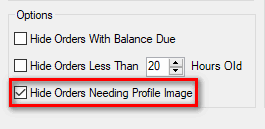 Options
Hide Orders With Balance Due
Hide Orders Less Than 20 Hours Old
Hide Orders Needing Profile Image